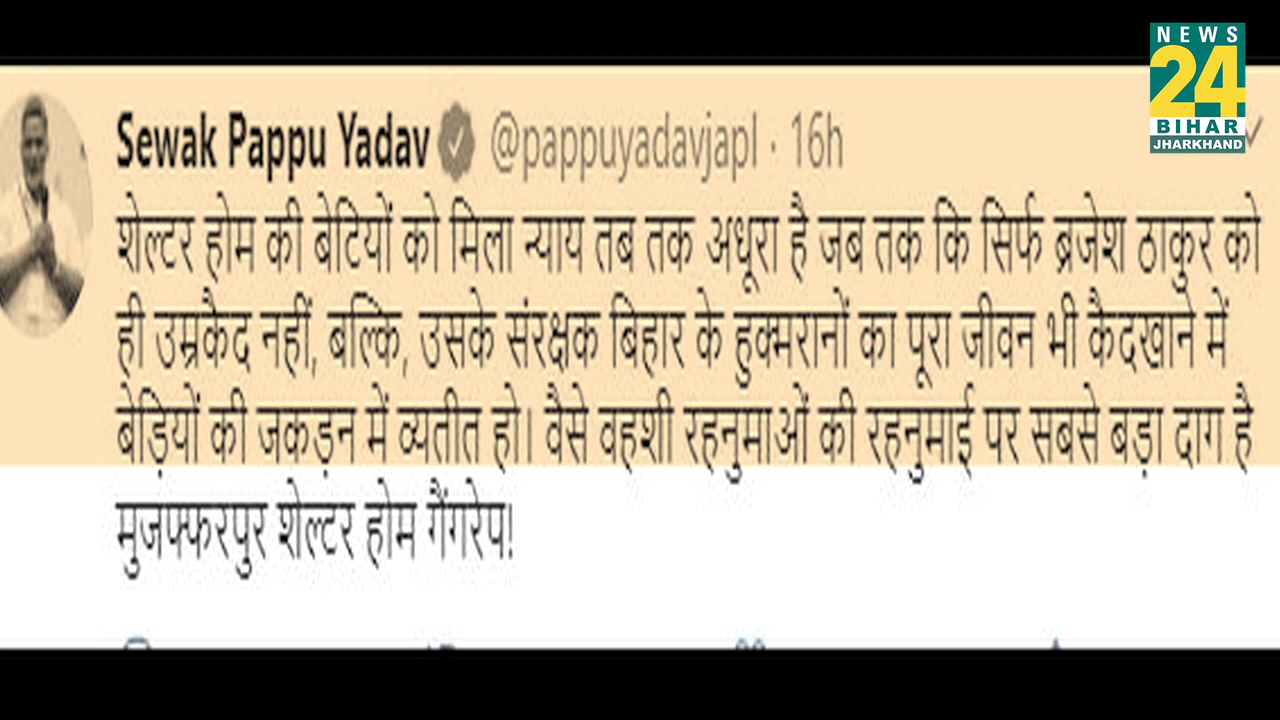 NEWS
24
BIHAR
JHARKHAND
Sewak Pappu Yadav @pappuyadavjapl · 16h
शेल्टर होम की बेटियों को मिला न्याय तब तक अधूरा है जब तक कि सिर्फ ब्रजेश ठाकुर को
ही उम्रकैद नहीं, बल्कि, उसके संरक्षक बिहार के हुक्मरानों का पूरा जीवन भी कैदखाने में
बेड़ियों की जकड़न में व्यतीत हो। वैसे वहशी रहनुमाओं की रहनुमाई पर सबसे बड़ा दाग है
मुजफ्फरपुर शेल्टर होम गैंगरेप!